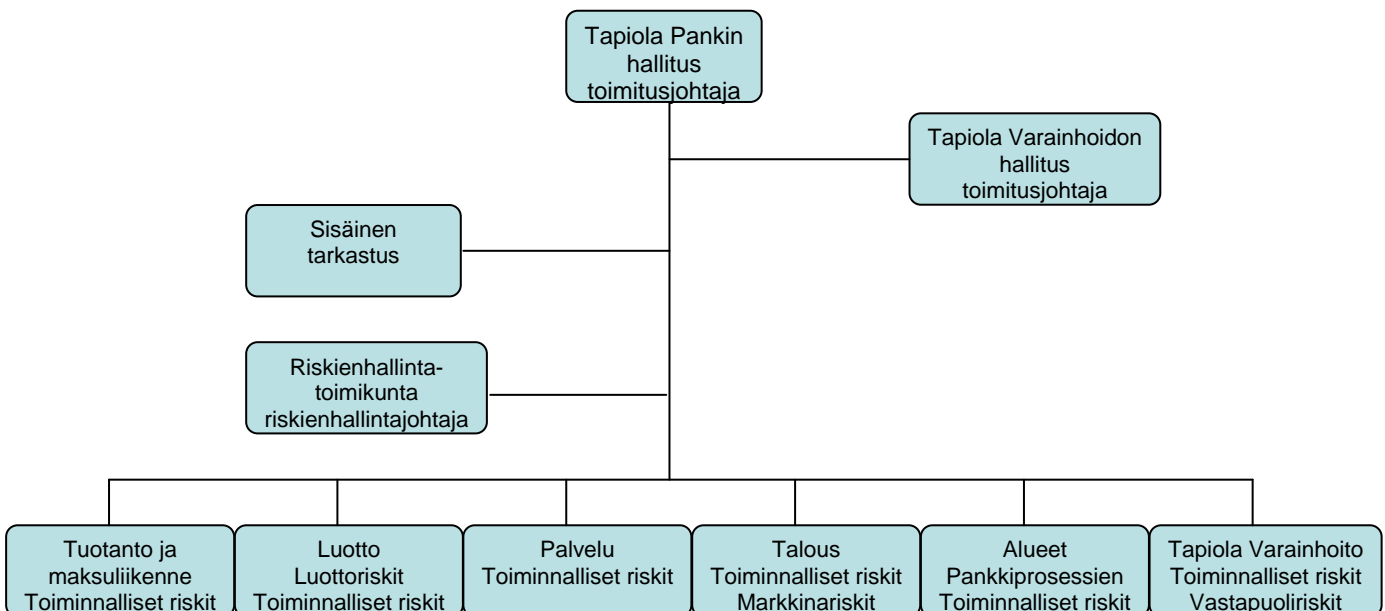 Tapiola Pankin
hallitus
toimitusjohtaja
Tapiola Varainhoidon
hallitus
toimitusjohtaja
Sisäinen
tarkastus
Riskienhallinta-
toimikunta
riskienhallintajohtaja
Tuotanto ja
maksuliikenne
Toiminnalliset riskit
Luotto
Luottoriskit
Toiminnalliset riskit
Palvelu
Toiminnalliset riskit
Talous
Toiminnalliset riskit
Markkinariskit
Alueet
Pankkiprosessien
Toiminnalliset riskit
Tapiola Varainhoito
Toiminnalliset riskit
Vastapuoliriskit